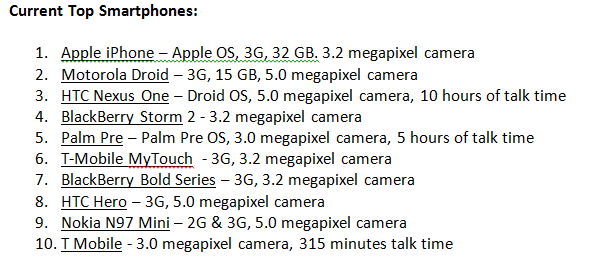 Current Top Smartphones:
1. Apple iPhone – Apple OS, 3G, 32 GB. 3.2 megapixel camera
2. Motorola Droid – 3G, 15 GB, 5.0 megapixel camera
3. HTC Nexus One – Droid OS, 5.0 megapixel camera, 10 hours of talk time
4. BlackBerry Storm 2 - 3.2 megapixel camera
5. Palm Pre – Palm Pre OS, 3.0 megapixel camera, 5 hours of talk time
6. T-Mobile MyTouch - 3G, 3.2 megapixel camera
7. BlackBerry Bold Series – 3G, 3.2 megapixel camera
8. HTC Hero – 3G, 5.0 megapixel camera
9. Nokia N97 Mini – 2G & 3G, 5.0 megapixel camera
10. T Mobile - 3.0 megapixel camera, 315 minutes talk time